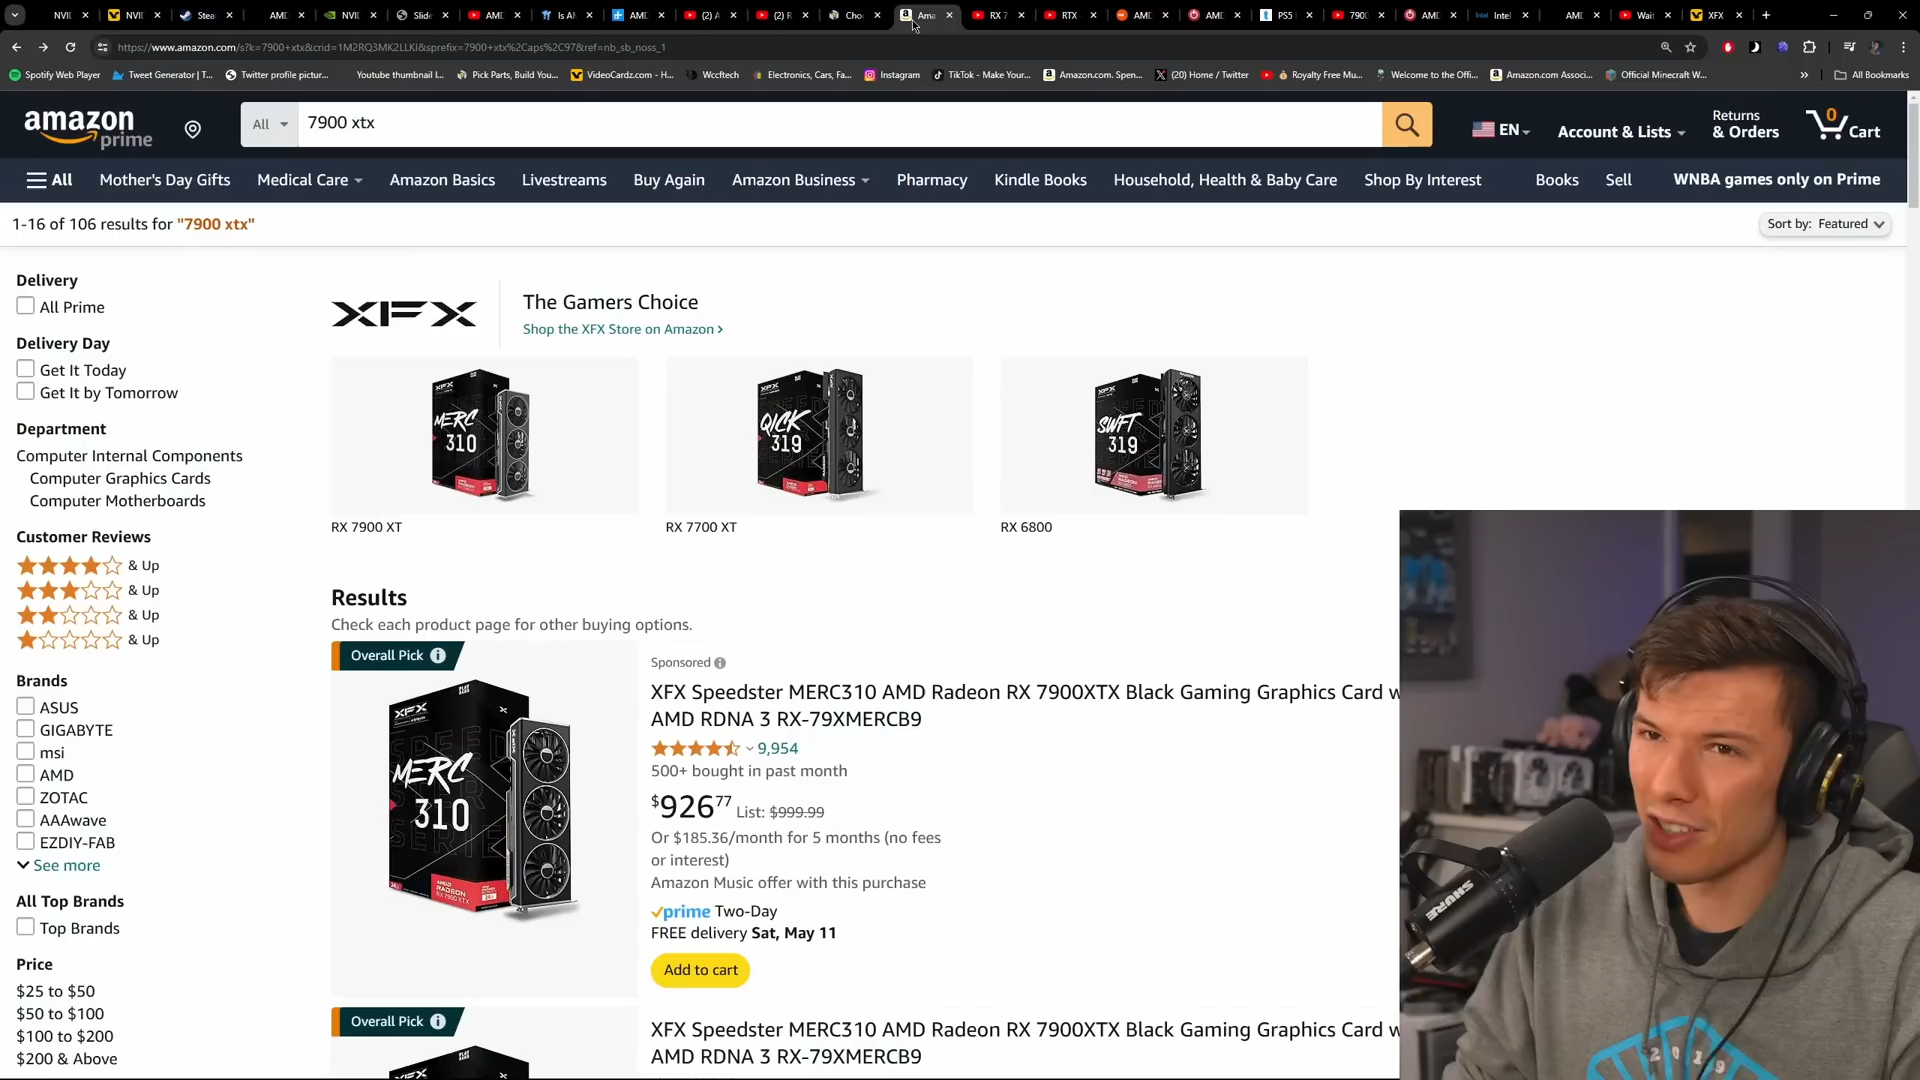 NVID
NVID
Stea
AMD
NVID
Slide
AMD
Is A
AMD
(2) A
(2) R
Cho
Ama
RX 7
RTX
AMD
AMD
PS5
7900
AMD
Intel
AMD
Wait
XFX
https://www.amazon.com/s?k=7900+xtx&crid=1M2RQ3MK2LLKI&sprefix=7900+xtx%2Caps%2C97&ref=nb_sb_noss_1
Spotify Web Player
Tweet Generator | T...
Twitter profile pictur...
Youtube thumbnail I...
Pick Parts, Build You...
VideoCardz.com - H...
Wccftech
Electronics, Cars, Fa...
Instagram
TikTok - Make Your...
Amazon.com. Spen...
(20) Home / Twitter
Royalty Free Mu...
Welcome to the Offi...
Amazon.com Associ...
Official Minecraft W...
All Bookmarks
amazon prime
All
7900 xtx
EN
Account & Lists
Returns
& Orders
0
Cart
All
Mother's Day Gifts
Medical Care
Amazon Basics
Livestreams
Buy Again
Amazon Business
Pharmacy
Kindle Books
Household, Health & Baby Care
Shop By Interest
Books
Sell
WNBA games only on Prime
1-16 of 106 results for "7900 xtx"
Sort by: Featured
Delivery
All Prime
Delivery Day
Get It Today
Get It by Tomorrow
Department
Computer Internal Components
Computer Graphics Cards
Computer Motherboards
Customer Reviews
& Up
& Up
& Up
& Up
Brands
ASUS
GIGABYTE
msi
AMD
ZOTAC
AAAwave
EZDIY-FAB
See more
All Top Brands
Top Brands
Price
$25 to $50
$50 to $100
$100 to $200
$200 & Above
XFX
The Gamers Choice
Shop the XFX Store on Amazon ›
XFX
MERC
310
RX 7900 XT
XFX
QICK
319
RX 7700 XT
XFX
SWFT
319
RX 6800
Results
Check each product page for other buying options.
Overall Pick
XFX
PLAY HARD
SPEED
MERC
310
SERIES
RADEON
RX 7900 XTX
Sponsored
XFX Speedster MERC310 AMD Radeon RX 7900XTX Black Gaming Graphics Card w
AMD RDNA 3 RX-79XMERCB9
9,954
500+ bought in past month
$926.77 List: $999.99
Or $185.36/month for 5 months (no fees
or interest)
Amazon Music offer with this purchase
prime Two-Day
FREE delivery Sat, May 11
Add to cart
Overall Pick
XFX
XFX Speedster MERC310 AMD Radeon RX 7900XTX Black Gaming Graphics Card w
AMD RDNA 3 RX-79XMERCB9
SHURE
2019